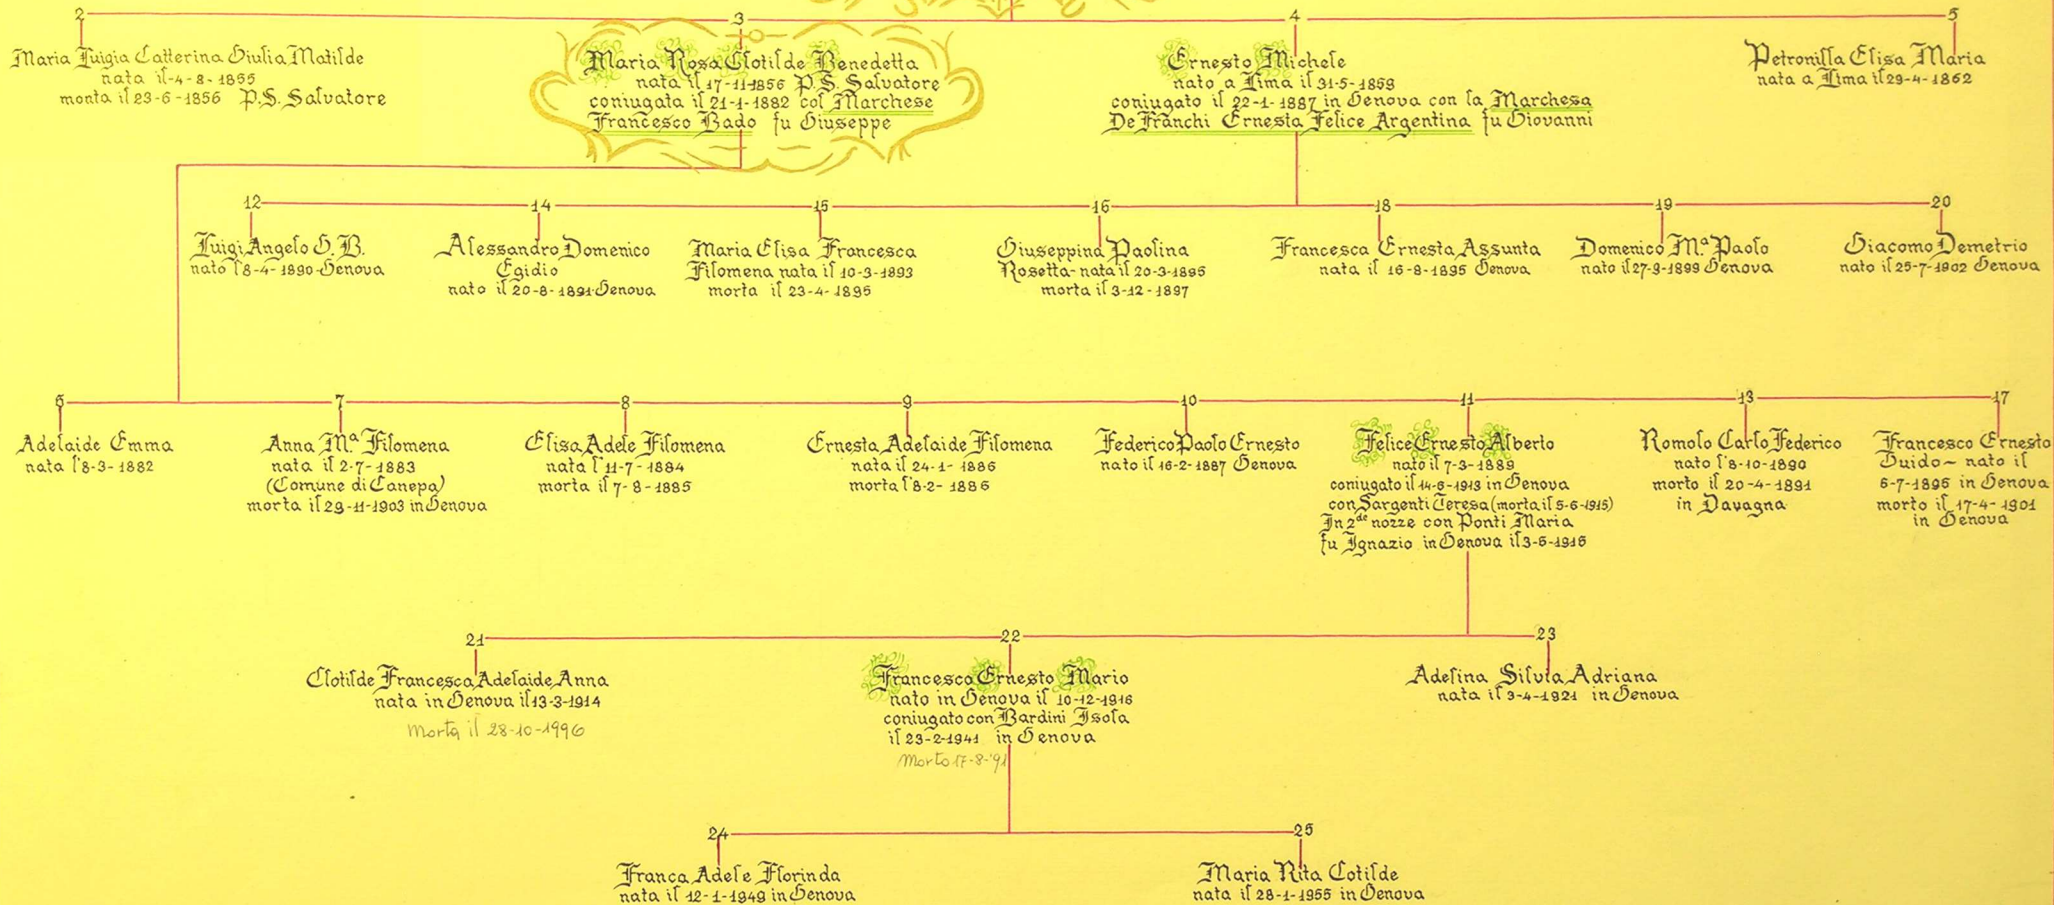 2
Maria Luigia Catterina Giulia Matilde
nata il-4-8-1855
monta il 23-6-1856 P.S. Salvatore
3
Maria Rosa Clotilde Benedetta
nata il 17-11-1856 P.S. Salvatore
coniugata il 21-1-1882 col Marchese
Francesco Bado fu Giuseppe
4
Ernesto Michele
nato a Lima il 31-5-1859
coniugato il 22-1-1887 in Genova con la Marchesa
De Franchi Ernesta Felice Argentina fu Giovanni
5
Petronilla Elisa Maria
nata a Lima il 29-4-1862
12
Luigi Angelo G.B.
nato l'8-4-1890-Genova
14
Alessandro Domenico
Egidio
nato il 20-8-1891-Genova
15
Maria Elisa Francesca
Filomena nata il 10-3-1893
morta il 23-4-1895
16
Giuseppina Paolina
Rosetta-nata il 20-3-1895
morta il 3-12-1897
18
Francesca Ernesta Assunta
nata il 16-8-1895 Genova
19
Domenico Mª Paolo
nato il 27-9-1899 Genova
20
Giacomo Demetrio
nato il 25-7-1902 Genova
6
Adelaide Emma
nata l'8-3-1882
7
Anna Mª Filomena
nata il 2-7-1883
(Comune di Canepa)
morta il 29-11-1903 in Genova
8
Elisa Adele Filomena
nata l'11-7-1884
morta il 7-8-1885
9
Ernesta Adelaide Filomena
nata il 24-1-1886
morta l'8-2-1886
10
Federico Paolo Ernesto
nato il 16-2-1887 Genova
11
Felice Ernesto Alberto
nato il 7-3-1889
coniugato il 14-6-1913 in Genova
con Sargenti Teresa (morta il 5-6-1915)
In 2de nozze con Ponti Maria
fu Ignazio in Genova il 3-6-1916
13
Romolo Carlo Federico
nato l'8-10-1890
morto il 20-4-1891
in Davagna
17
Francesco Ernesto
Guido- nato il
6-7-1896 in Genova
morto il 17-4-1901
in Genova
21
Clotilde Francesca Adelaide Anna
nata in Genova il 13-3-1914
Morta il 28-10-1996
22
Francesco Ernesto Mario
nato in Genova il 10-12-1916
coniugato con Bardini Isola
il 23-2-1941 in Genova
Morto 17-8-'91
23
Adelina Silvia Adriana
nata il 3-4-1921 in Genova
24
Franca Adele Florinda
nata il 12-1-1949 in Genova
25
Maria Rita Cotilde
nata il 28-1-1955 in Genova